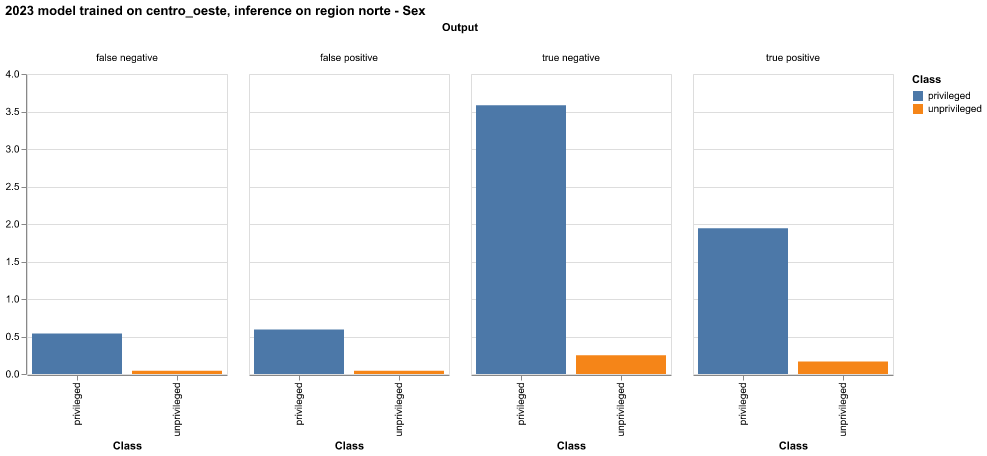 2023 model trained on centro_oeste, inference on region norte - Sex
Output
false negative
false positive
true negative
true positive
4.0
3.5
3.0
2.5
2.0
1.5
1.0
0.5
0.0
privileged
unprivileged
privileged
unprivileged
privileged
unprivileged
privileged
unprivileged
Class
Class
Class
Class
Class
privileged
unprivileged